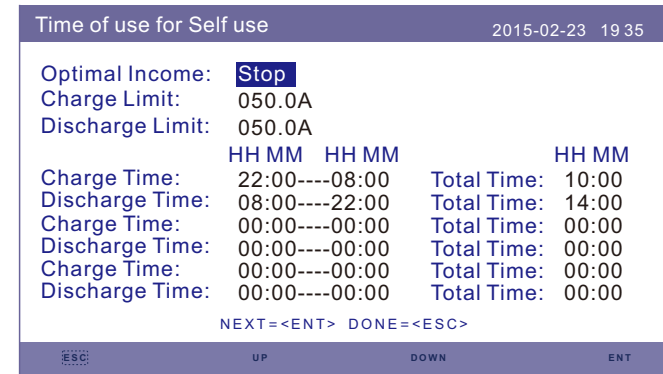 Time of use for Self use 2015-02-23 19 35
Optimal Income: Stop
Charge Limit: 050.0A
Discharge Limit: 050.0A
HH MM HH MM HH MM
Charge Time: 22:00----08:00 Total Time: 10:00
Discharge Time: 08:00----22:00 Total Time: 14:00
Charge Time: 00:00----00:00 Total Time: 00:00
Discharge Time: 00:00----00:00 Total Time: 00:00
Charge Time: 00:00----00:00 Total Time: 00:00
Discharge Time: 00:00----00:00 Total Time: 00:00
NEXT=<ENT> DONE=<ESC>
ESC UP DOWN ENT